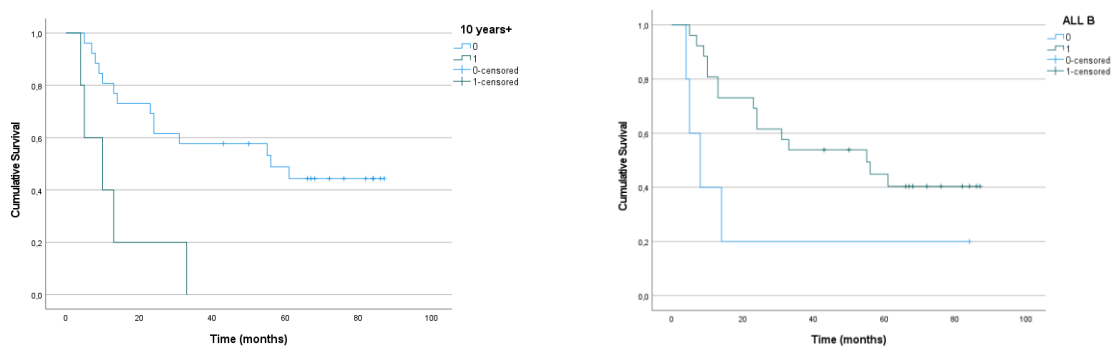 10 years+
0
1
0-censored
1-censored
1,0
0,8
0,6
0,4
0,2
0,0
Cumulative Survival
0
20
40
60
80
100
Time (months)
ALL B
0
1
0-censored
1-censored
1,0
0,8
0,6
0,4
0,2
0,0
Cumulative Survival
0
20
40
60
80
100
Time (months)